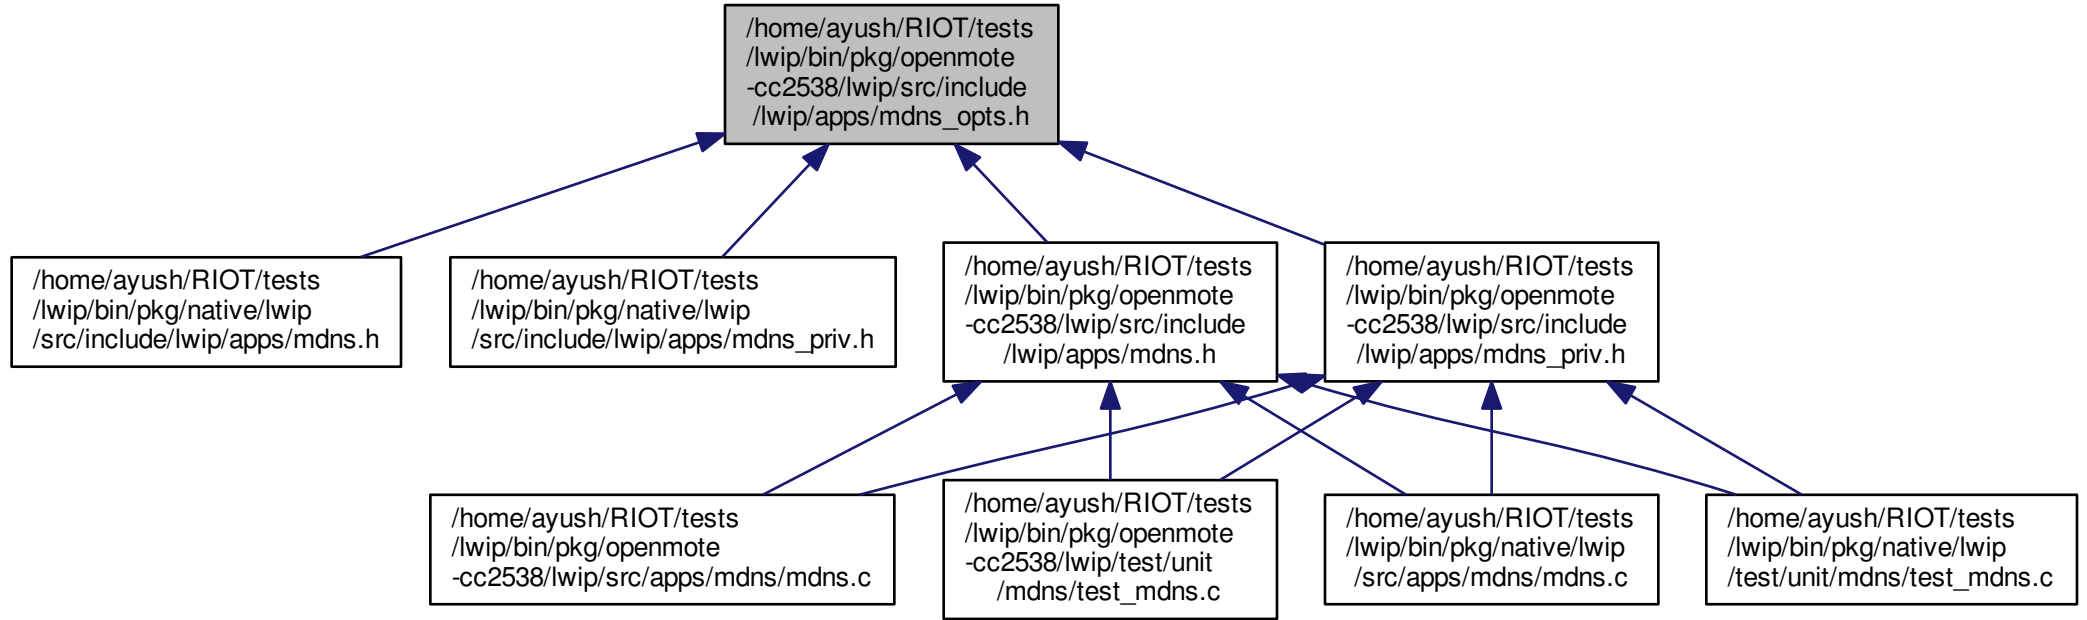 /home/ayush/RIOT/tests
/lwip/bin/pkg/openmote
-cc2538/lwip/src/include
/lwip/apps/mdns_opts.h
/home/ayush/RIOT/tests
/lwip/bin/pkg/native/lwip
/src/include/lwip/apps/mdns.h
/home/ayush/RIOT/tests
/lwip/bin/pkg/native/lwip
/src/include/lwip/apps/mdns_priv.h
/home/ayush/RIOT/tests
/lwip/bin/pkg/openmote
-cc2538/lwip/src/include
/lwip/apps/mdns.h
/home/ayush/RIOT/tests
/lwip/bin/pkg/openmote
-cc2538/lwip/src/include
/lwip/apps/mdns_priv.h
/home/ayush/RIOT/tests
/lwip/bin/pkg/openmote
-cc2538/lwip/src/apps/mdns/mdns.c
/home/ayush/RIOT/tests
/lwip/bin/pkg/openmote
-cc2538/lwip/test/unit
/mdns/test_mdns.c
/home/ayush/RIOT/tests
/lwip/bin/pkg/native/lwip
/src/apps/mdns/mdns.c
/home/ayush/RIOT/tests
/lwip/bin/pkg/native/lwip
/test/unit/mdns/test_mdns.c